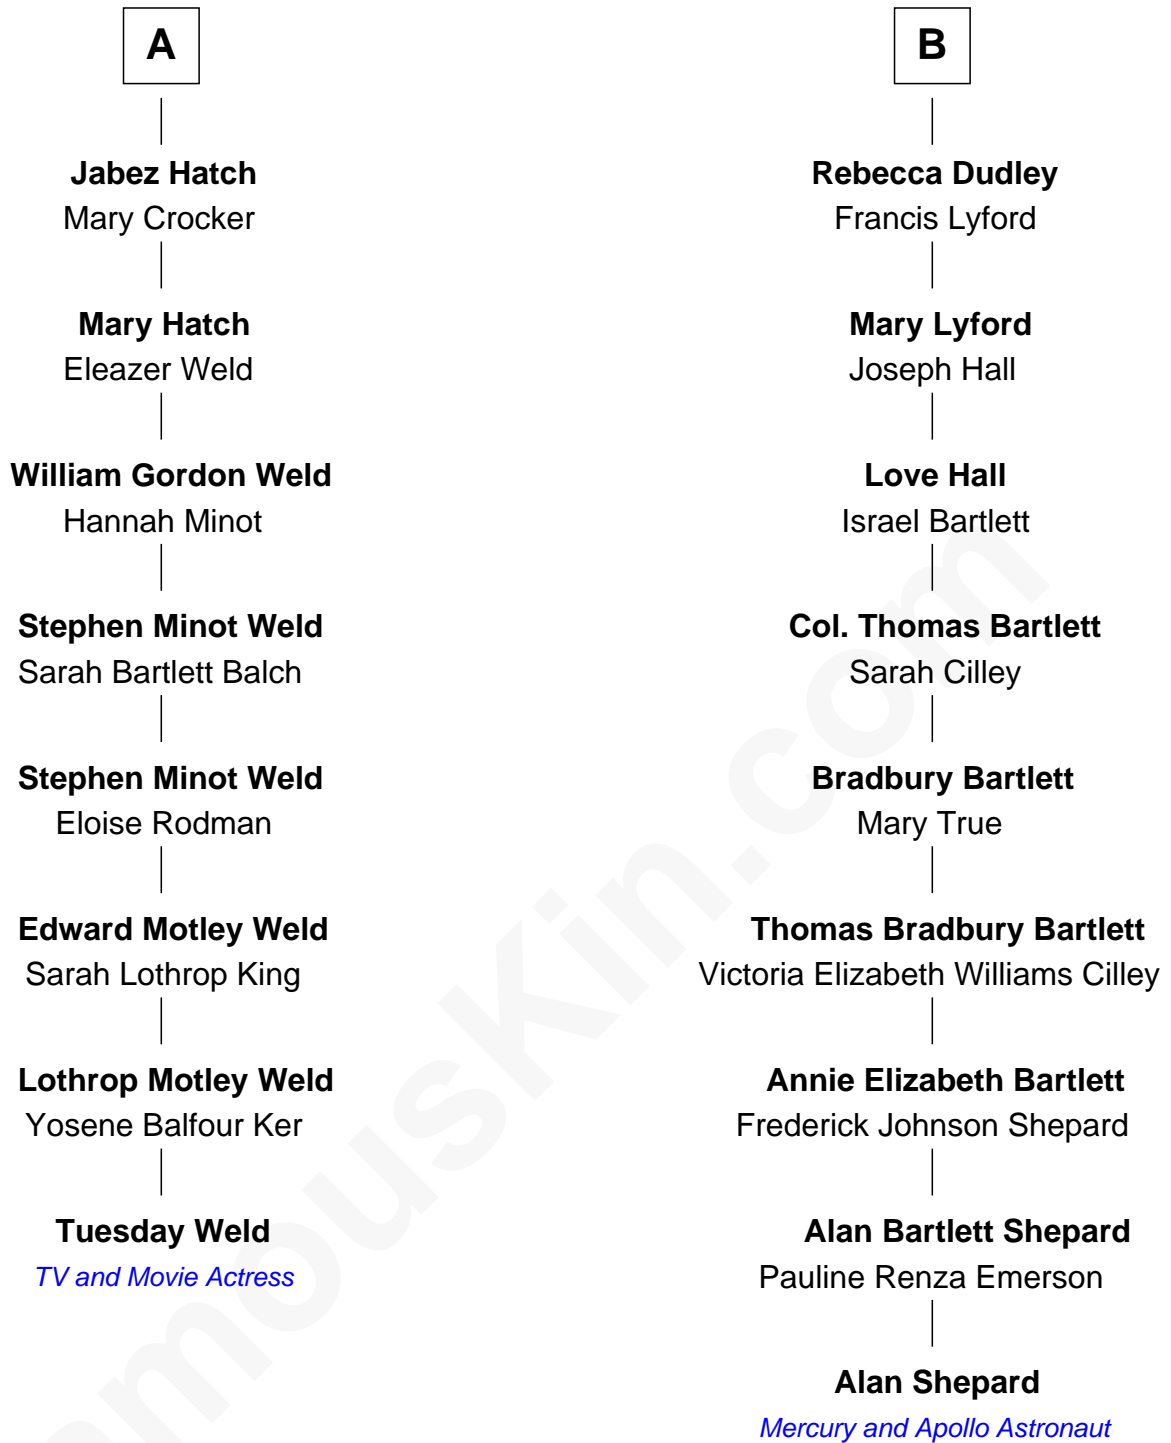 A
Jabez Hatch
Mary Crocker
Mary Hatch
Eleazer Weld
William Gordon Weld
Hannah Minot
Stephen Minot Weld
Sarah Bartlett Balch
Stephen Minot Weld
Eloise Rodman
Edward Motley Weld
Sarah Lothrop King
Lothrop Motley Weld
Yosene Balfour Ker
Tuesday Weld
TV and Movie Actress
B
Rebecca Dudley
Francis Lyford
Mary Lyford
Joseph Hall
Love Hall
Israel Bartlett
Col. Thomas Bartlett
Sarah Cilley
Bradbury Bartlett
Mary True
Thomas Bradbury Bartlett
Victoria Elizabeth Williams Cilley
Annie Elizabeth Bartlett
Frederick Johnson Shepard
Alan Bartlett Shepard
Pauline Renza Emerson
Alan Shepard
Mercury and Apollo Astronaut
amouskin.com